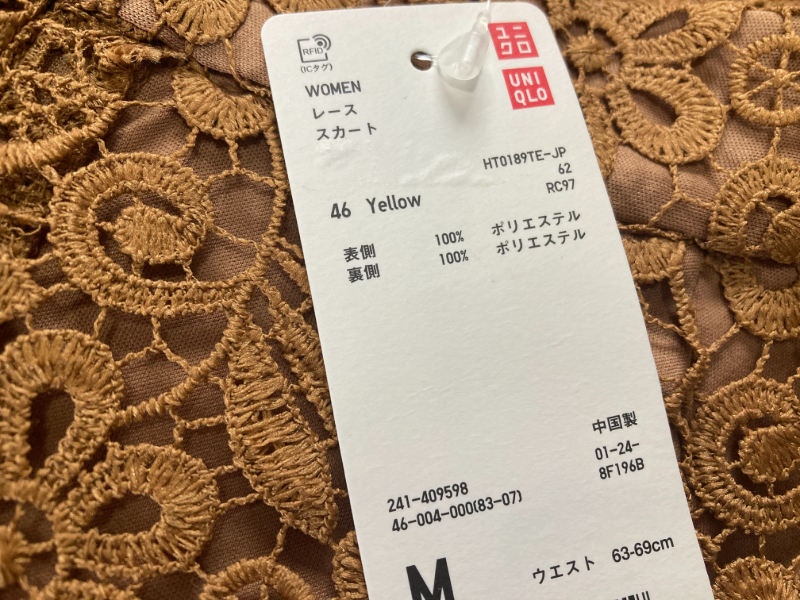 RFID
(ICタグ)
ユニ
クロ
UNI
QLO
WOMEN
レース
スカート
HT0189TE-JP
62
RC97
46 Yellow
表側 100% ポリエステル
裏側 100% ポリエステル
中国製
01-24-
8F196B
241-409598
46-004-000(83-07)
M
ウエスト 63-69cm